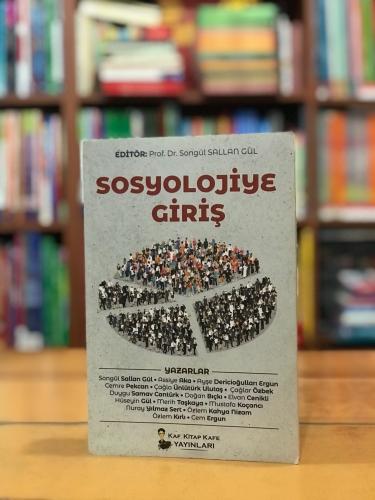 EDİTÖR: Prof. Dr. Songül SALLAN GÜL
SOSYOLOJİYE
GİRİŞ
YAZARLAR
Songül Sallan Gül • Assiye Aka • Ayşe Dericioğulları Ergun
Cemre Pekcan • Çağla Ünlütürk Ulutaş • Çağlar Özbek
Duygu Samav Cantürk • Doğan Bıçkı • Elvan Cenikli
Hüseyin Gül • Merih Taşkaya • Mustafa Koçancı
Nuray Yılmaz Sert • Özlem Kahya Nizam
Özlem Kırlı • Cem Ergun
KAF KİTAP KAFE
YAYINLARI